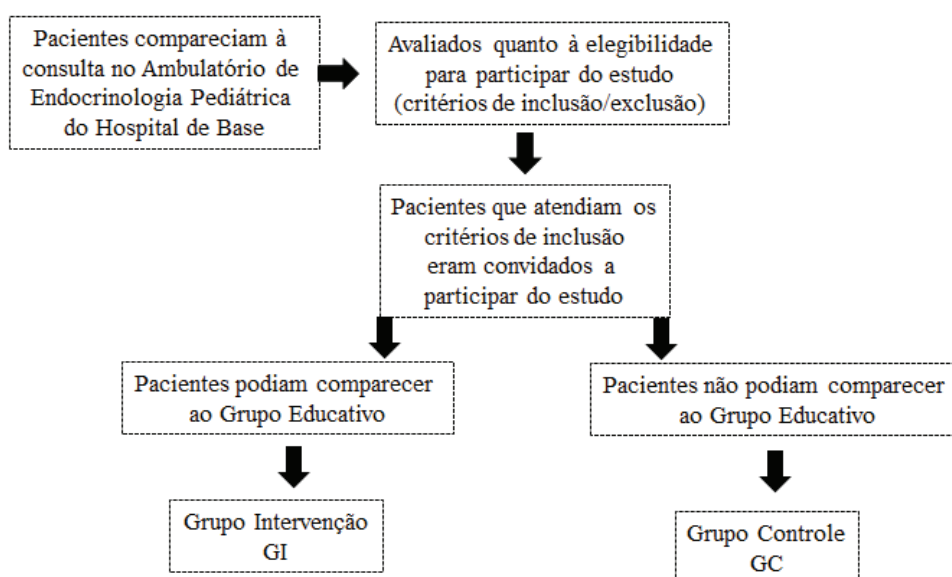 Pacientes compareciam à
consulta no Ambulatório de
Endocrinologia Pediátrica
do Hospital de Base
Avaliados quanto à elegibilidade
para participar do estudo
(critérios de inclusão/exclusão)
Pacientes que atendiam os
critérios de inclusão
eram convidados a
participar do estudo
Pacientes podiam comparecer
ao Grupo Educativo
Pacientes não podiam comparecer
ao Grupo Educativo
Grupo Intervenção
GI
Grupo Controle
GC